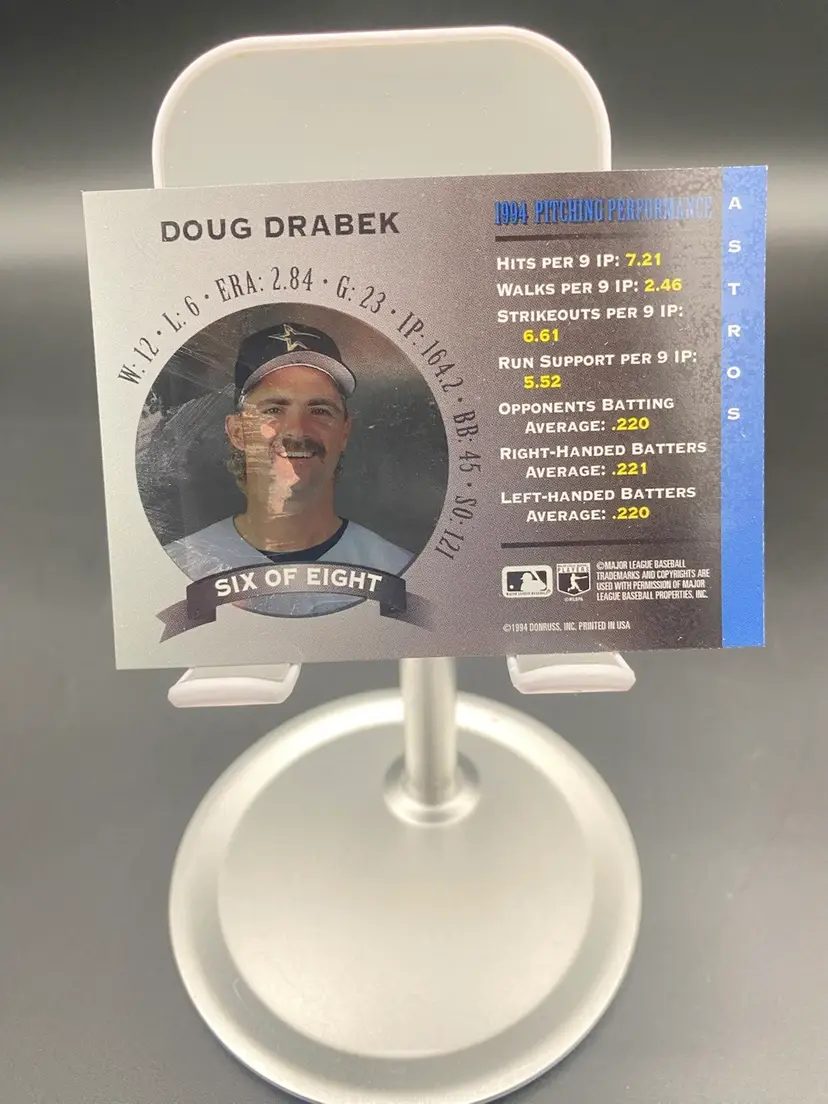 DOUG DRABEK
W: 12 • L: 6 • ERA: 2.84 • G: 23 • IP: 164.2 • BB: 45 • SO: 121
SIX OF EIGHT
1994 PITCHING PERFORMANCE
HITS PER 9 IP: 7.21
WALKS PER 9 IP: 2.46
STRIKEOUTS PER 9 IP:
6.61
RUN SUPPORT PER 9 IP:
5.52
OPPONENTS BATTING
AVERAGE: .220
RIGHT-HANDED BATTERS
AVERAGE: .221
LEFT-HANDED BATTERS
AVERAGE: .220
©MAJOR LEAGUE BASEBALL
TRADEMARKS AND COPYRIGHTS ARE
USED WITH PERMISSION OF MAJOR
LEAGUE BASEBALL PROPERTIES, INC.
PLAYERS
©MLBPA
©1994 DONRUSS, INC. PRINTED IN USA
ASTROS